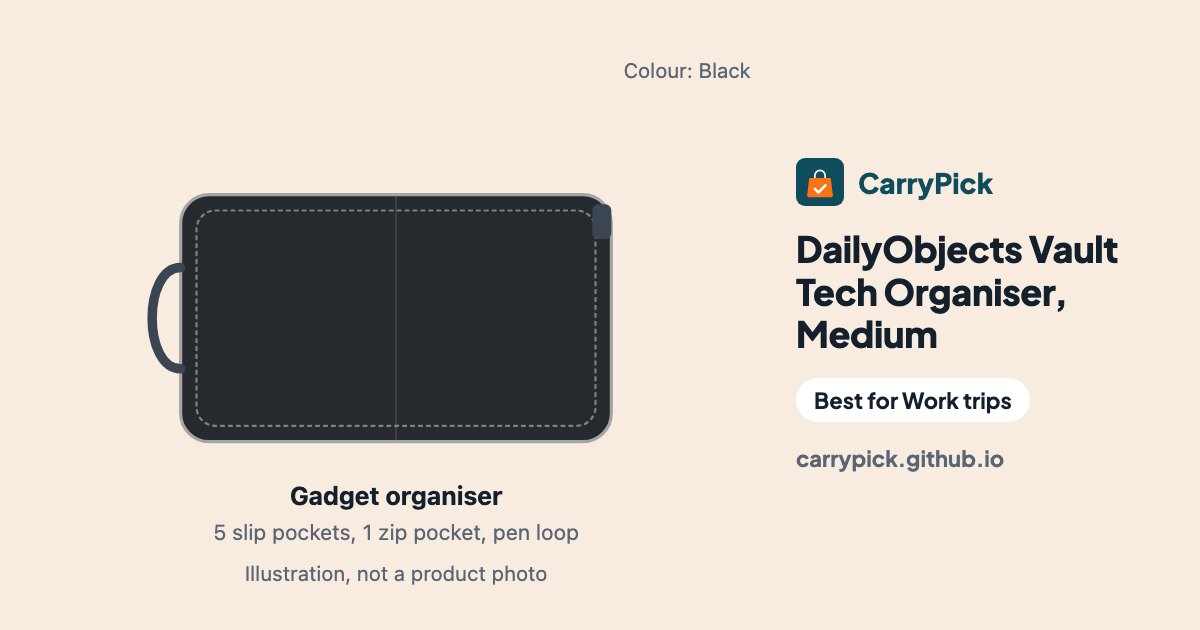 Colour: Black
CarryPick
DailyObjects Vault
Tech Organiser,
Medium
Best for Work trips
carrypick.github.io
Gadget organiser
5 slip pockets, 1 zip pocket, pen loop
Illustration, not a product photo